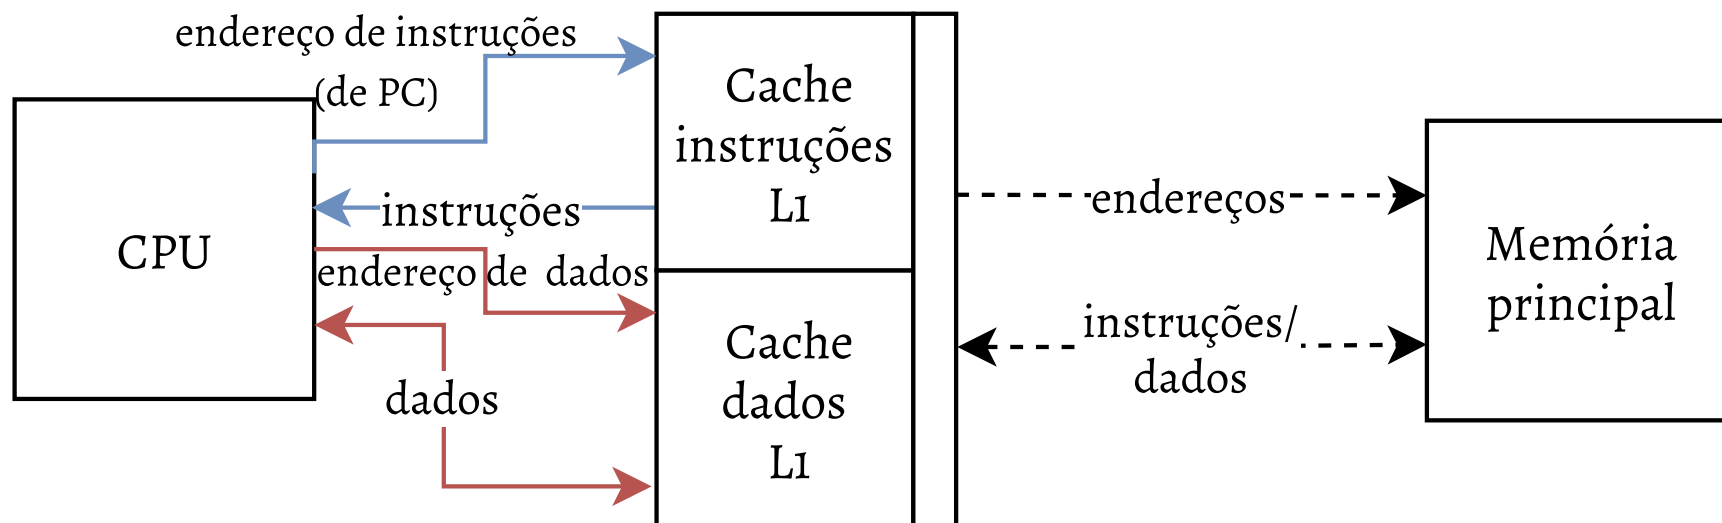 endereço de instruções
(de PC)
CPU
instruções
endereço de dados
dados
Cache
instruções
L1
Cache
dados
L1
endereços
instruções/
dados
Memória
principal